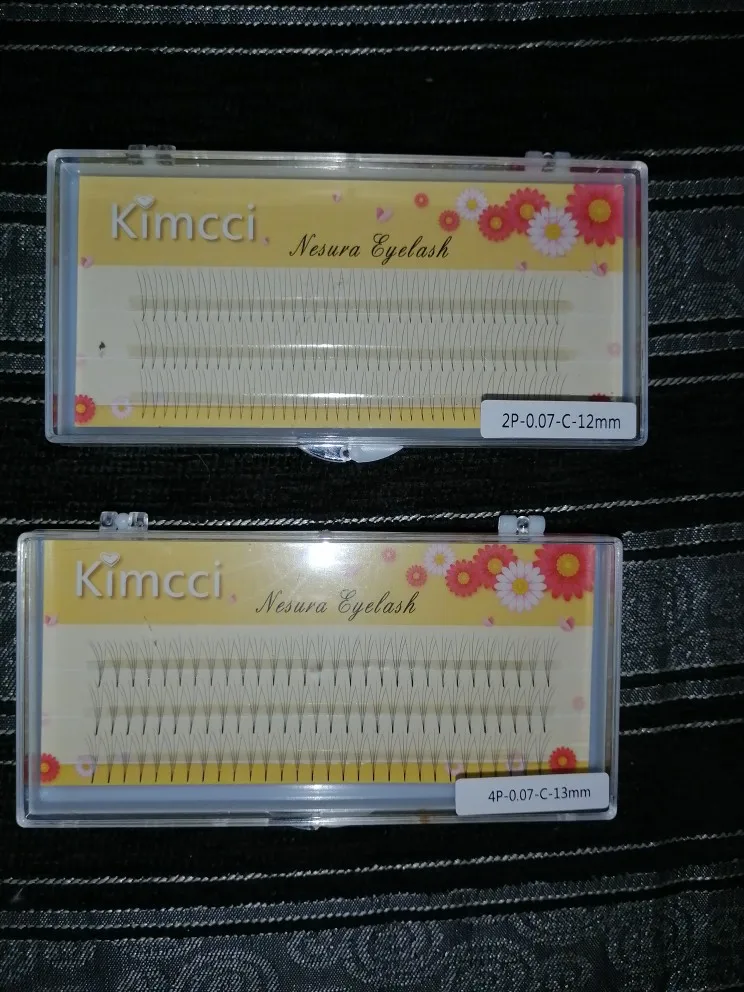 Kimcci
Nesura Eyelash
2P-0.07-C-12mm
Kimcci
Nesura Eyelash
4P-0.07-C-13mm